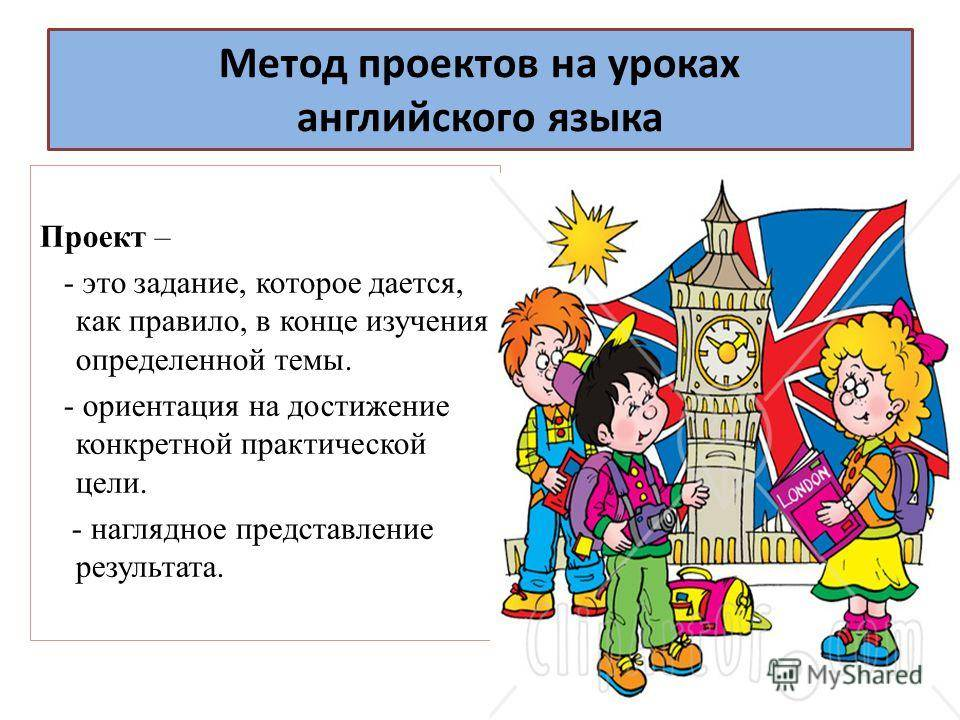 Метод проектов на уроках
английского языка
Проект –
- это задание, которое дается,
как правило, в конце изучения
определенной темы.
- ориентация на достижение
конкретной практической
цели.
- наглядное представление
результата.
LONDON
MyShared